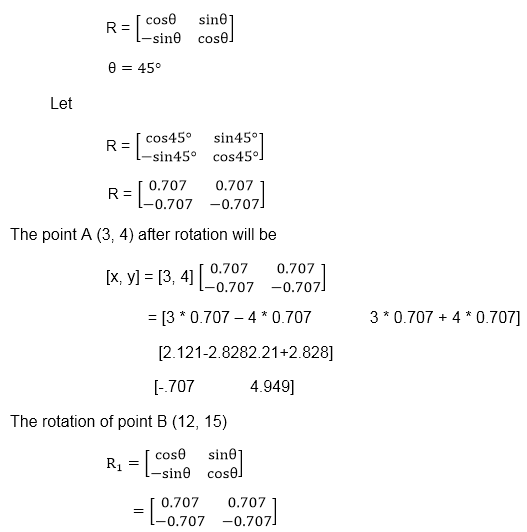 R = [ cosθ sinθ
−sinθ cosθ ]
θ = 45°
Let
R = [ cos45° sin45°
−sin45° cos45° ]
R = [ 0.707 0.707
−0.707 −0.707 ]
The point A (3, 4) after rotation will be
[x, y] = [3, 4] [ 0.707 0.707
−0.707 −0.707 ]
= [3 * 0.707 – 4 * 0.707 3 * 0.707 + 4 * 0.707]
[2.121-2.8282.21+2.828]
[-.707 4.949]
The rotation of point B (12, 15)
R₁ = [ cosθ sinθ
−sinθ cosθ ]
= [ 0.707 0.707
−0.707 −0.707 ]